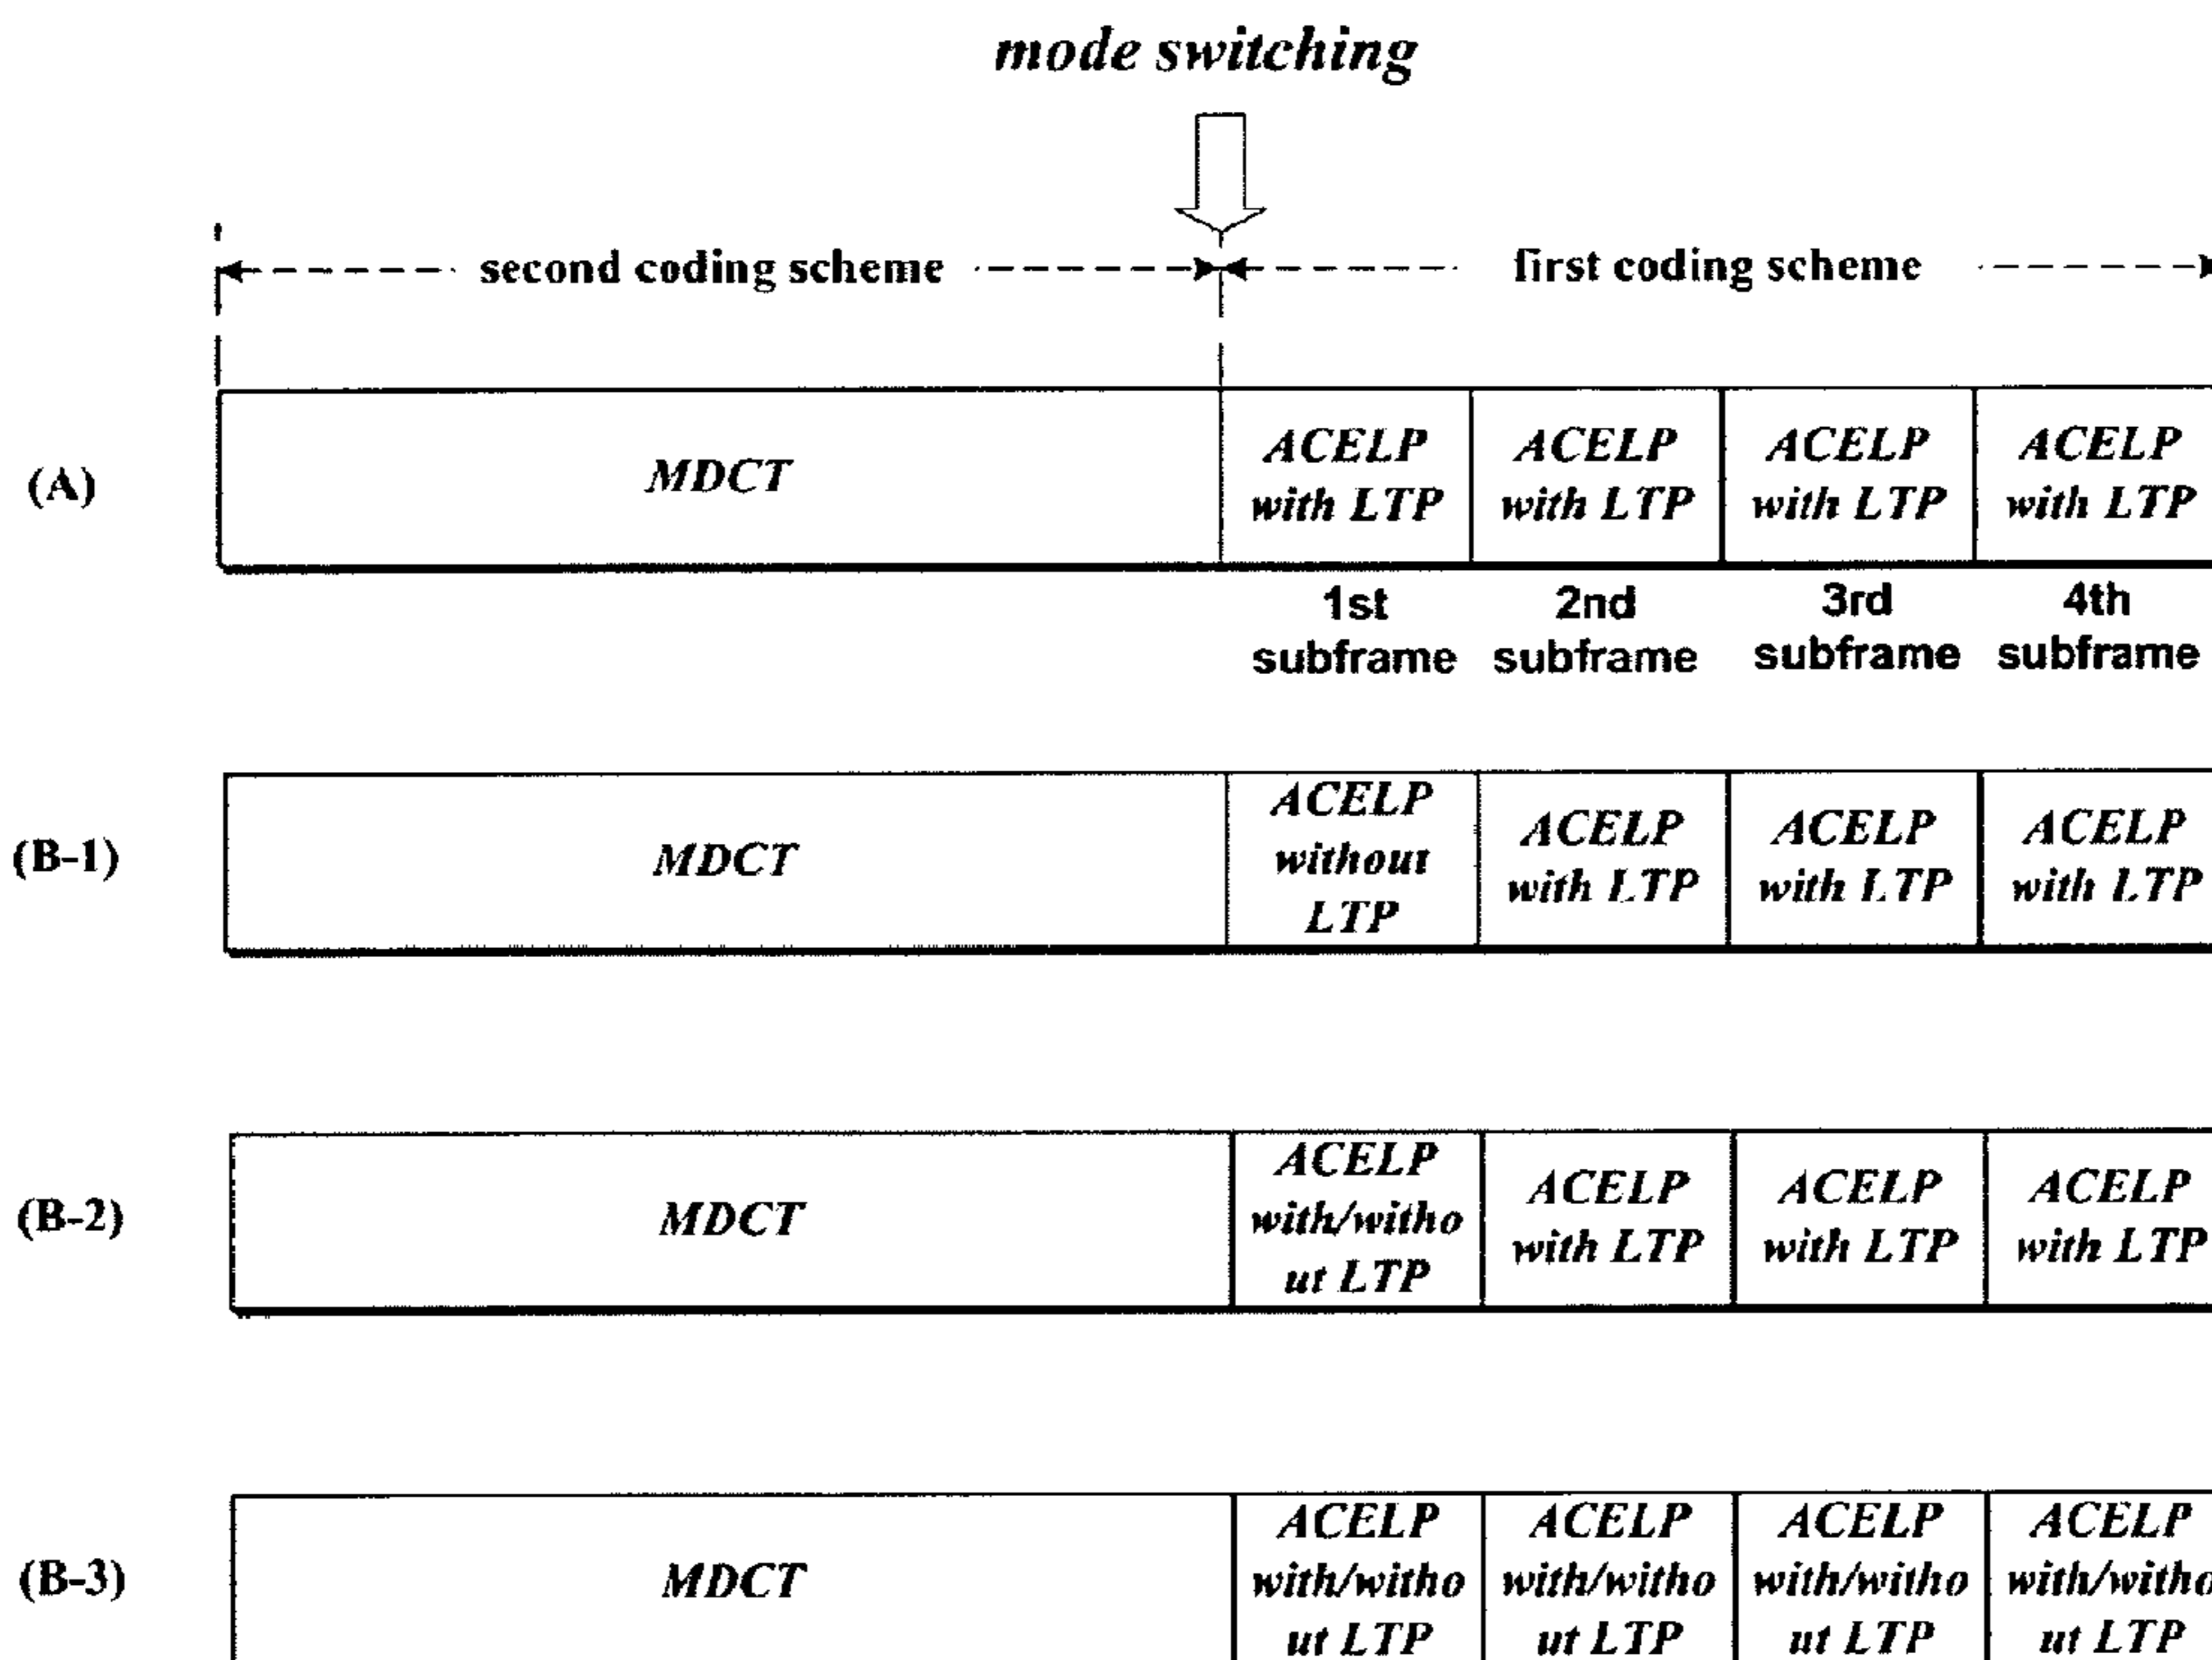 mode switching
second coding scheme
first coding scheme
(A)
MDCT
ACELP
with LTP
ACELP
with LTP
ACELP
with LTP
ACELP
with LTP
1st
subframe
2nd
subframe
3rd
subframe
4th
subframe
(B-1)
MDCT
ACELP
without
LTP
ACELP
with LTP
ACELP
with LTP
ACELP
with LTP
(B-2)
MDCT
ACELP
with/witho
ut LTP
ACELP
with LTP
ACELP
with LTP
ACELP
with LTP
(B-3)
MDCT
ACELP
with/witho
ut LTP
ACELP
with/witho
ut LTP
ACELP
with/witho
ut LTP
ACELP
with/witho
ut LTP